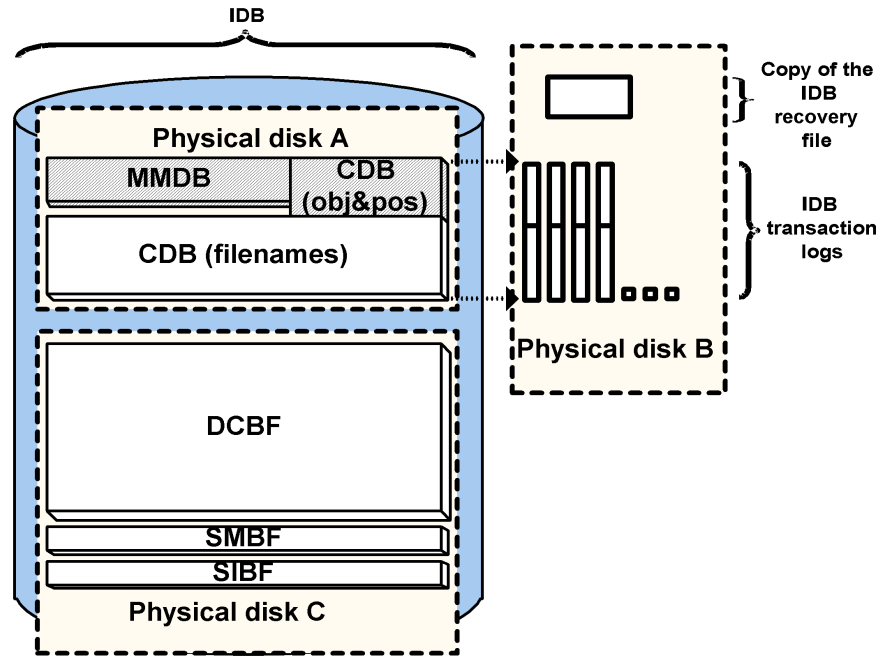 IDB
Physical disk A
MMDB
CDB
(obj&pos)
CDB (filenames)
DCBF
SMBF
SIBF
Physical disk C
Physical disk B
Copy of the
IDB
recovery
file
IDB
transaction
logs